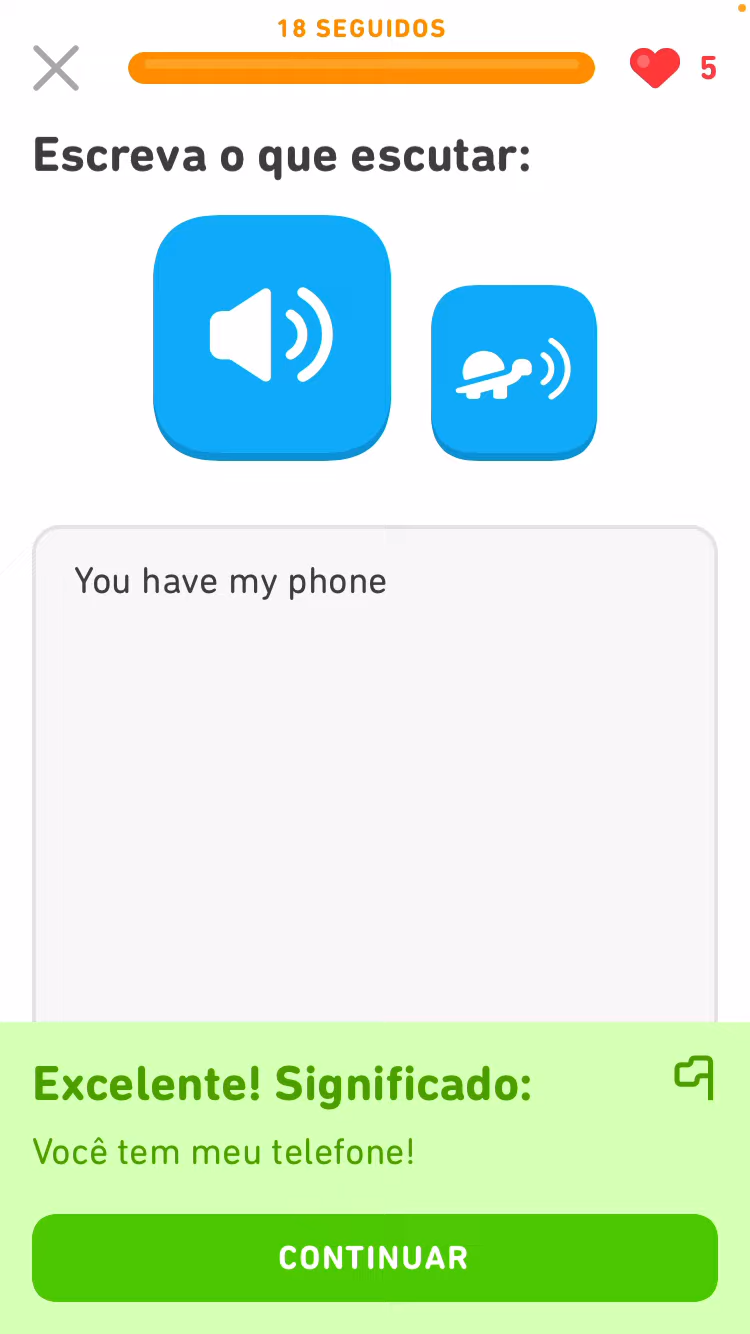 18 SEGUIDOS
5
Escreva o que escutar:
You have my phone
Excelente! Significado:
Você tem meu telefone!
CONTINUAR